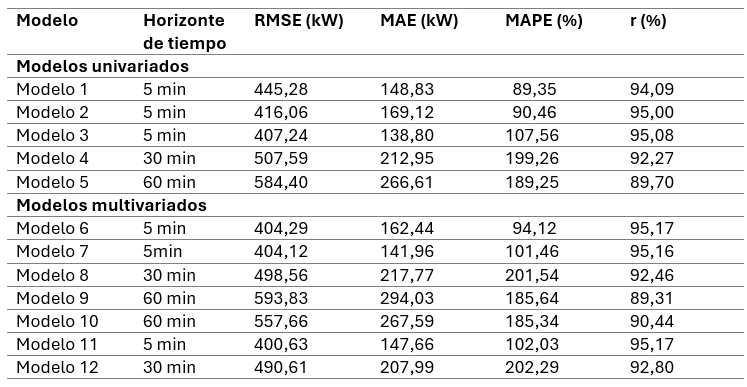 Modelo Horizonte de tiempo RMSE (kW) MAE (kW) MAPE (%) r (%)
Modelos univariados
Modelo 1 5 min 445,28 148,83 89,35 94,09
Modelo 2 5 min 416,06 169,12 90,46 95,00
Modelo 3 5 min 407,24 138,80 107,56 95,08
Modelo 4 30 min 507,59 212,95 199,26 92,27
Modelo 5 60 min 584,40 266,61 189,25 89,70
Modelos multivariados
Modelo 6 5 min 404,29 162,44 94,12 95,17
Modelo 7 5min 404,12 141,96 101,46 95,16
Modelo 8 30 min 498,56 217,77 201,54 92,46
Modelo 9 60 min 593,83 294,03 185,64 89,31
Modelo 10 60 min 557,66 267,59 185,34 90,44
Modelo 11 5 min 400,63 147,66 102,03 95,17
Modelo 12 30 min 490,61 207,99 202,29 92,80